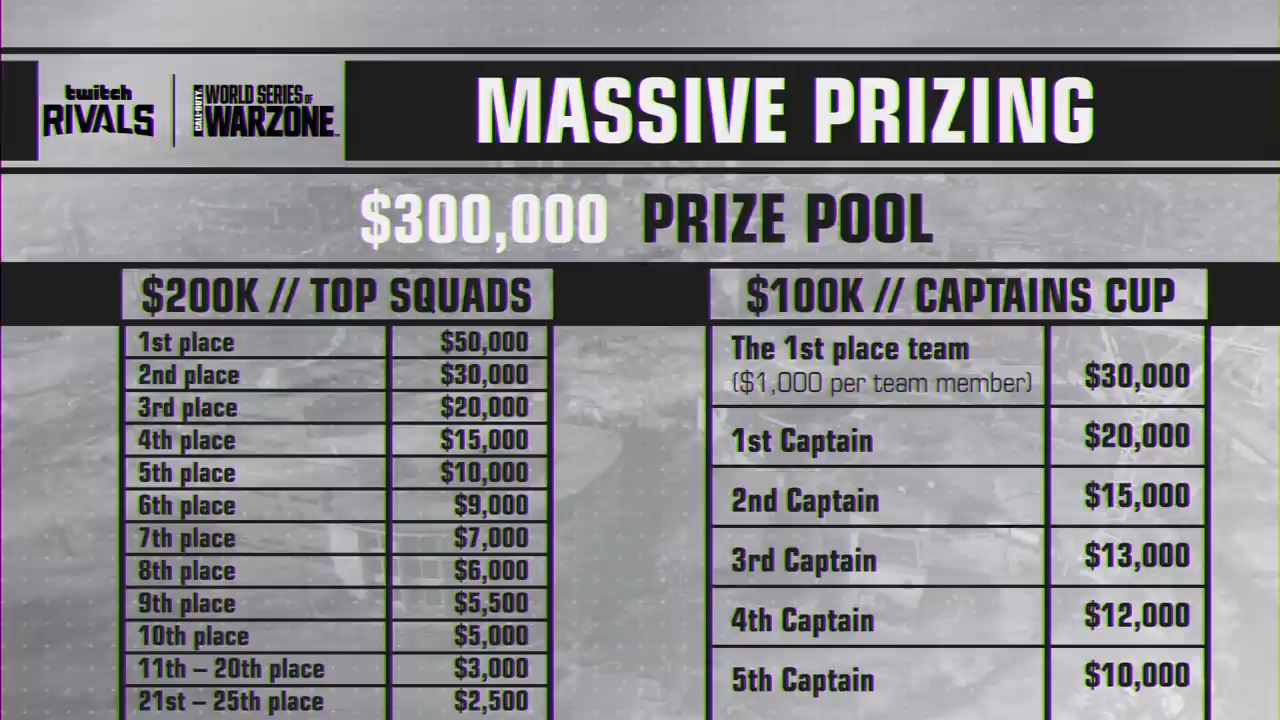 twitch
RIVALS
CALL OF DUTY
WORLD SERIES OF
WARZONE™
MASSIVE PRIZING
$300,000 PRIZE POOL
$200K // TOP SQUADS
1st place $50,000
2nd place $30,000
3rd place $20,000
4th place $15,000
5th place $10,000
6th place $9,000
7th place $7,000
8th place $6,000
9th place $5,500
10th place $5,000
11th – 20th place $3,000
21st – 25th place $2,500
$100K // CAPTAINS CUP
The 1st place team
($1,000 per team member) $30,000
1st Captain $20,000
2nd Captain $15,000
3rd Captain $13,000
4th Captain $12,000
5th Captain $10,000